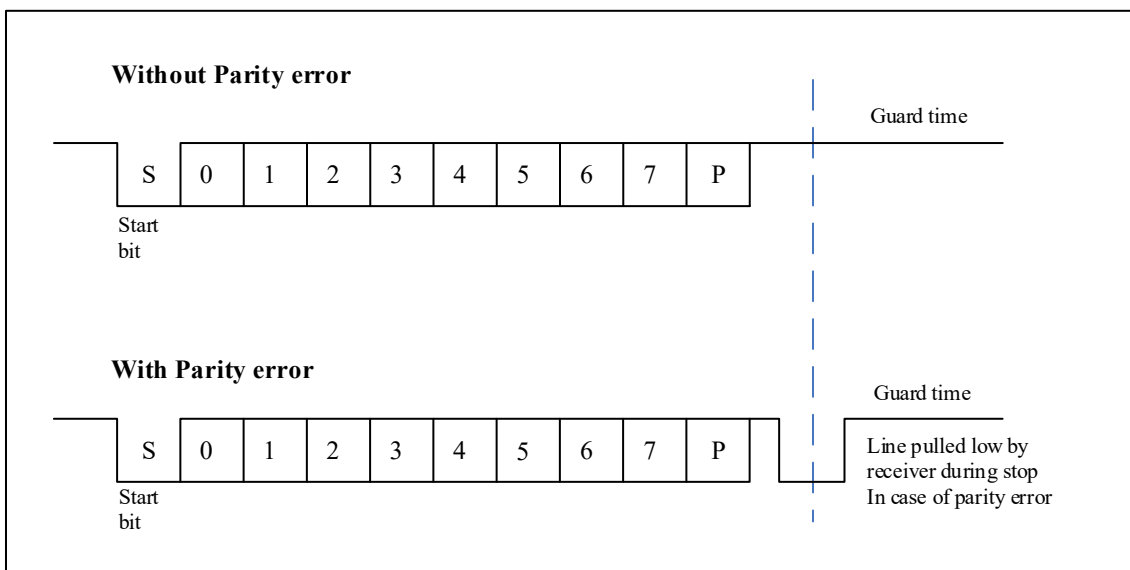 Without Parity error
Guard time
S 0 1 2 3 4 5 6 7 P
Start
bit
With Parity error
Guard time
S 0 1 2 3 4 5 6 7 P
Line pulled low by
receiver during stop
In case of parity error
Start
bit